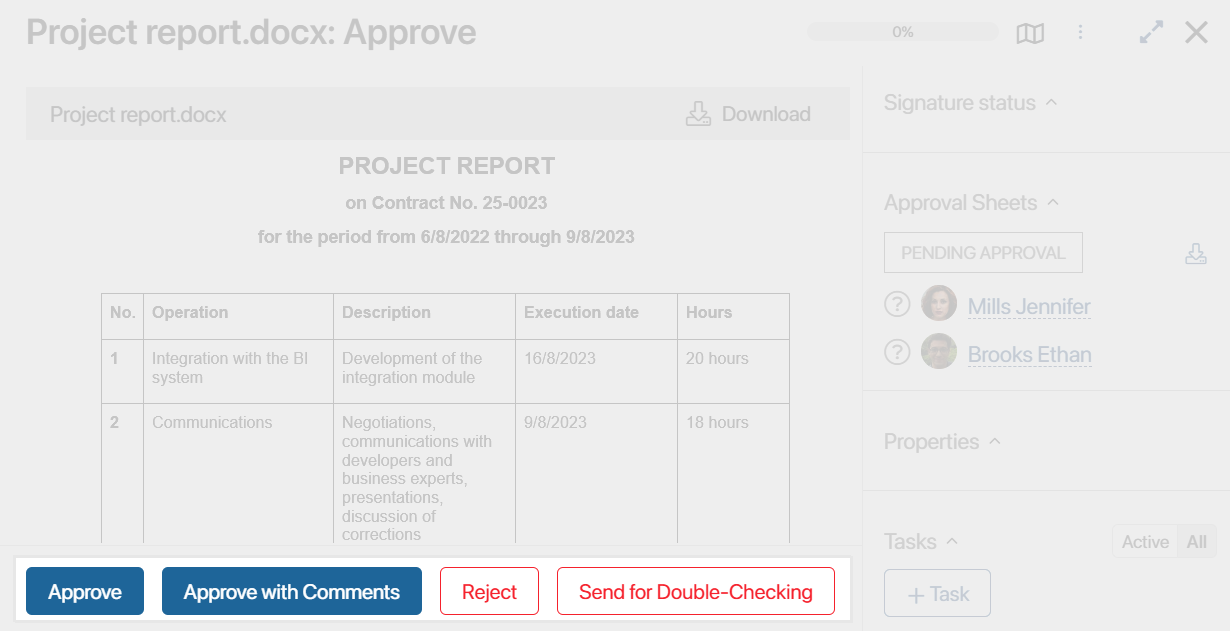 Project report.docx: Approve
0%
Project report.docx
Download
PROJECT REPORT
on Contract No. 25-0023
for the period from 6/8/2022 through 9/8/2023
No. Operation Description Execution date Hours
1 Integration with the BI system Development of the integration module 16/8/2023 20 hours
2 Communications Negotiations, communications with developers and business experts, presentations, discussion of corrections 9/8/2023 18 hours
Approve
Approve with Comments
Reject
Send for Double-Checking
Signature status
Approval Sheets
PENDING APPROVAL
? Mills Jennifer
? Brooks Ethan
Properties
Tasks
Active All
+ Task